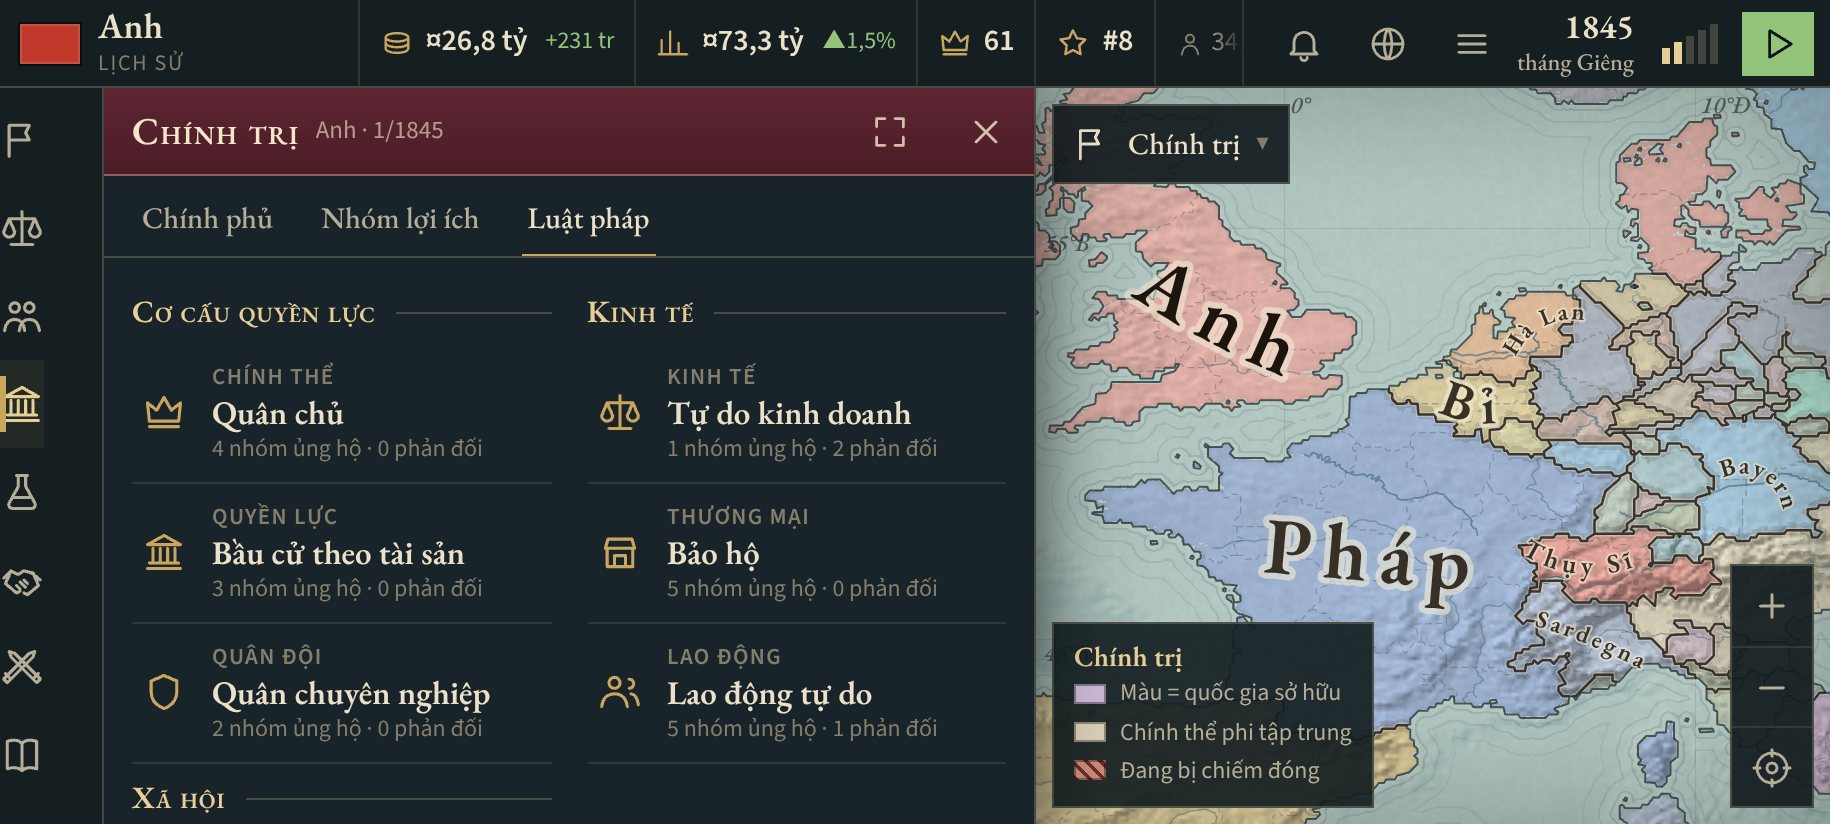 Anh
LỊCH SỬ
¤26,8 tỷ +231 tr
¤73,3 tỷ ▲1,5%
61
#8
34
1845
tháng Giêng
CHÍNH TRỊ Anh · 1/1845
Chính phủ Nhóm lợi ích Luật pháp
CƠ CẤU QUYỀN LỰC
CHÍNH THỂ
Quân chủ
4 nhóm ủng hộ · 0 phản đối
QUYỀN LỰC
Bầu cử theo tài sản
3 nhóm ủng hộ · 0 phản đối
QUÂN ĐỘI
Quân chuyên nghiệp
2 nhóm ủng hộ · 0 phản đối
XÃ HỘI
KINH TẾ
KINH TẾ
Tự do kinh doanh
1 nhóm ủng hộ · 2 phản đối
THƯƠNG MẠI
Bảo hộ
5 nhóm ủng hộ · 0 phản đối
LAO ĐỘNG
Lao động tự do
5 nhóm ủng hộ · 1 phản đối
Chính trị ▼
0°
10°Đ
Anh
Hà Lan
Bỉ
Bayern
Pháp
Thụy Sĩ
Sardegna
Chính trị
Màu = quốc gia sở hữu
Chính thể phi tập trung
Đang bị chiếm đóng